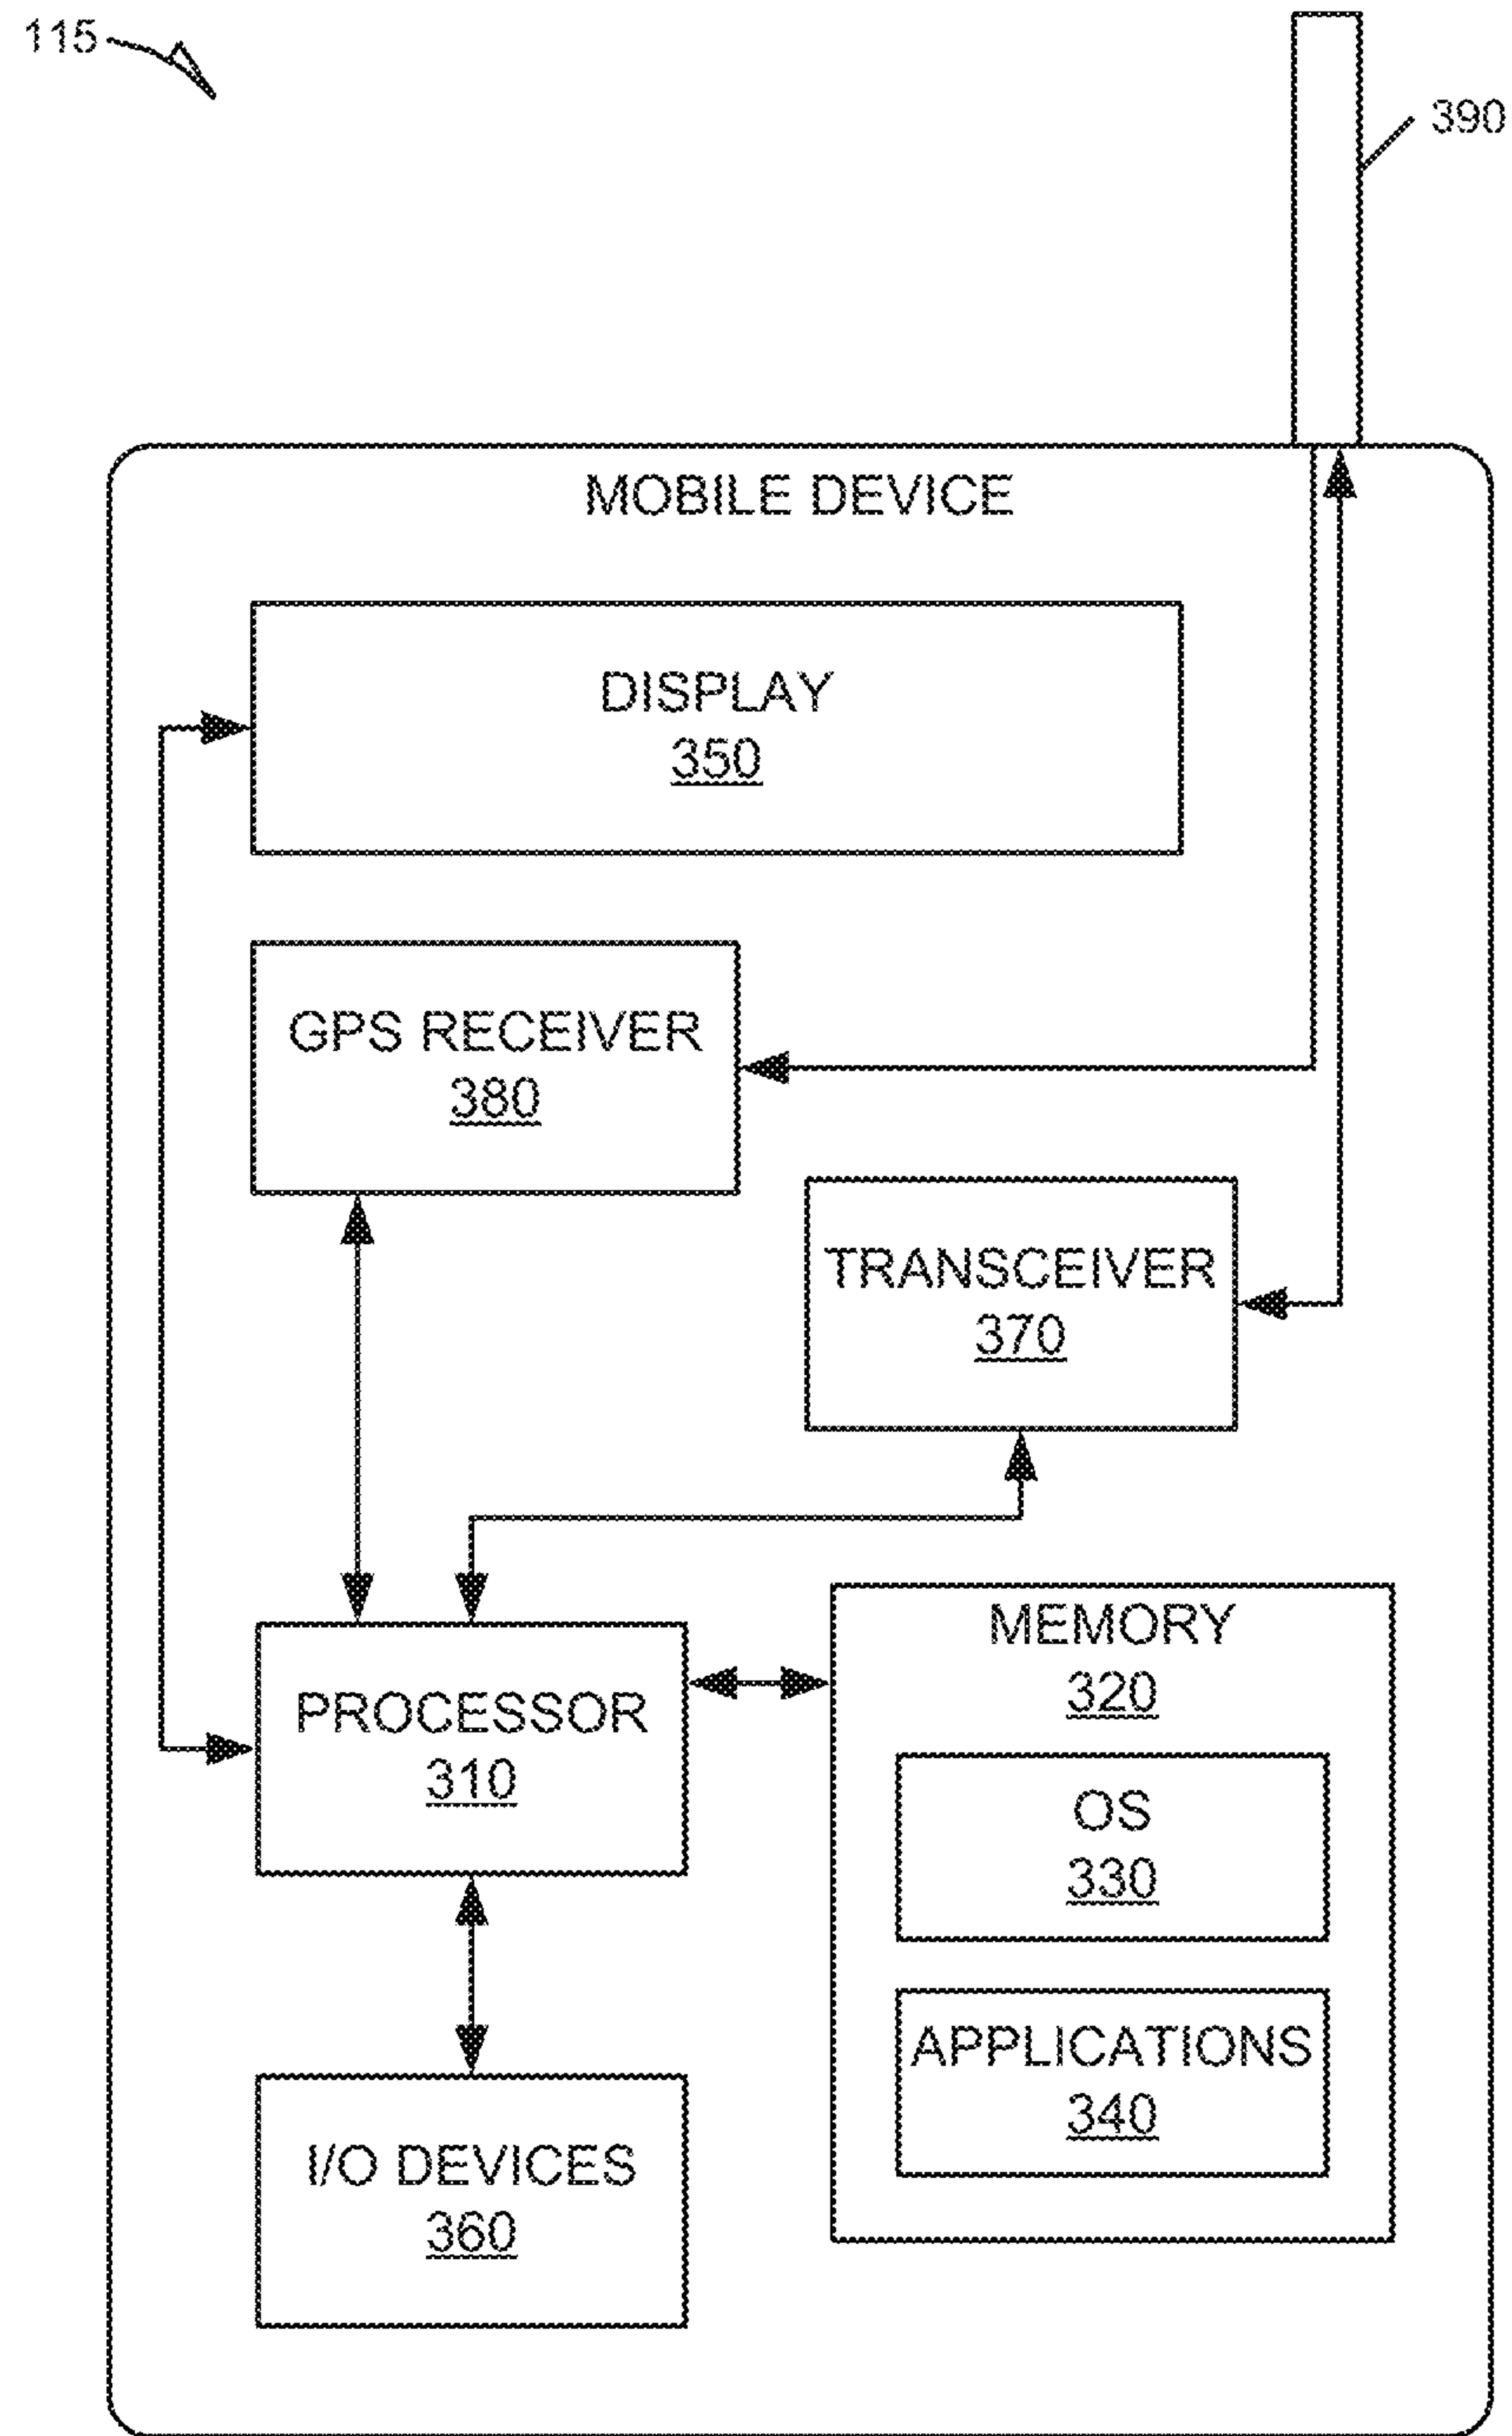 115
390
MOBILE DEVICE
DISPLAY
350
GPS RECEIVER
380
TRANSCEIVER
370
PROCESSOR
310
MEMORY
320
OS
330
APPLICATIONS
340
I/O DEVICES
360